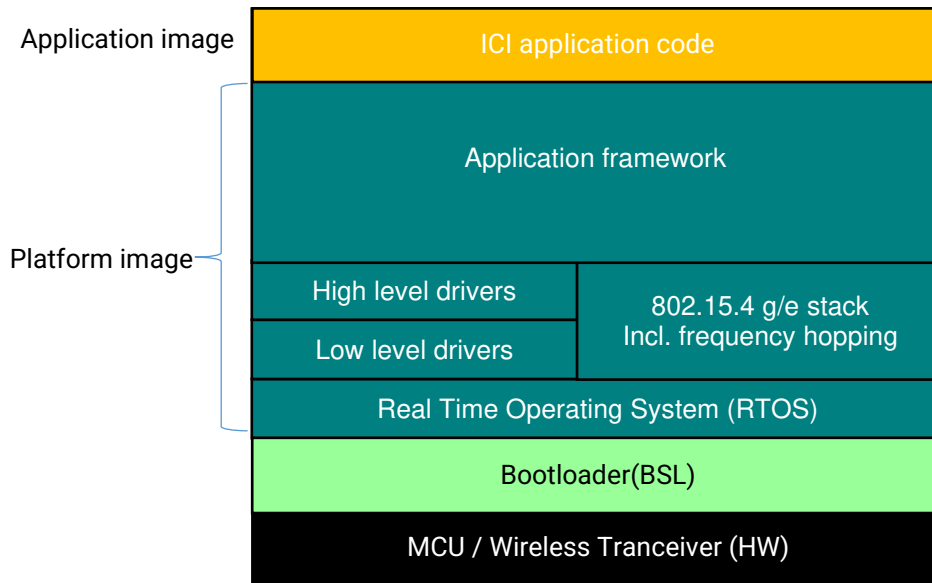 Application image
ICI application code
Application framework
Platform image
High level drivers
802.15.4 g/e stack
Incl. frequency hopping
Low level drivers
Real Time Operating System (RTOS)
Bootloader(BSL)
MCU / Wireless Tranceiver (HW)